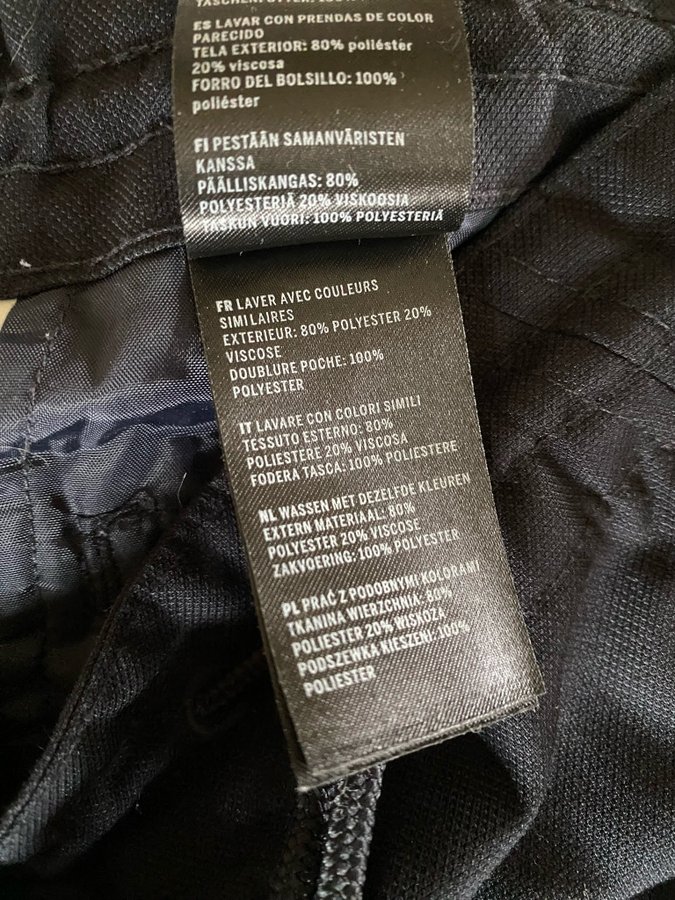 ES LAVAR CON PRENDAS DE COLOR
PARECIDO
TELA EXTERIOR: 80% poliéster
20% viscosa
FORRO DEL BOLSILLO: 100%
poliéster
FI PESTÄÄN SAMANVÄRISTEN
KANSSA
PÄÄLLISKANGAS: 80%
POLYESTERIÄ 20% VISKOOSIA
TASKUN VUORI: 100% POLYESTERIÄ
FR LAVER AVEC COULEURS
SIMILAIRES
EXTERIEUR: 80% POLYESTER 20%
VISCOSE
DOUBLURE POCHE: 100%
POLYESTER
IT LAVARE CON COLORI SIMILI
TESSUTO ESTERNO: 80%
POLIESTERE 20% VISCOSA
FODERA TASCA: 100% POLIESTERE
NL WASSEN MET DEZELFDE KLEUREN
EXTERN MATERIAAL: 80%
POLYESTER 20% VISCOSE
ZAKVOERING: 100% POLYESTER
PL PRAĆ Z PODOBNYMI KOLORAMI
TKANINA WIERZCHNIA: 80%
POLIESTER 20% WISKOZA
PODSZEWKA KIESZENI: 100%
POLIESTER